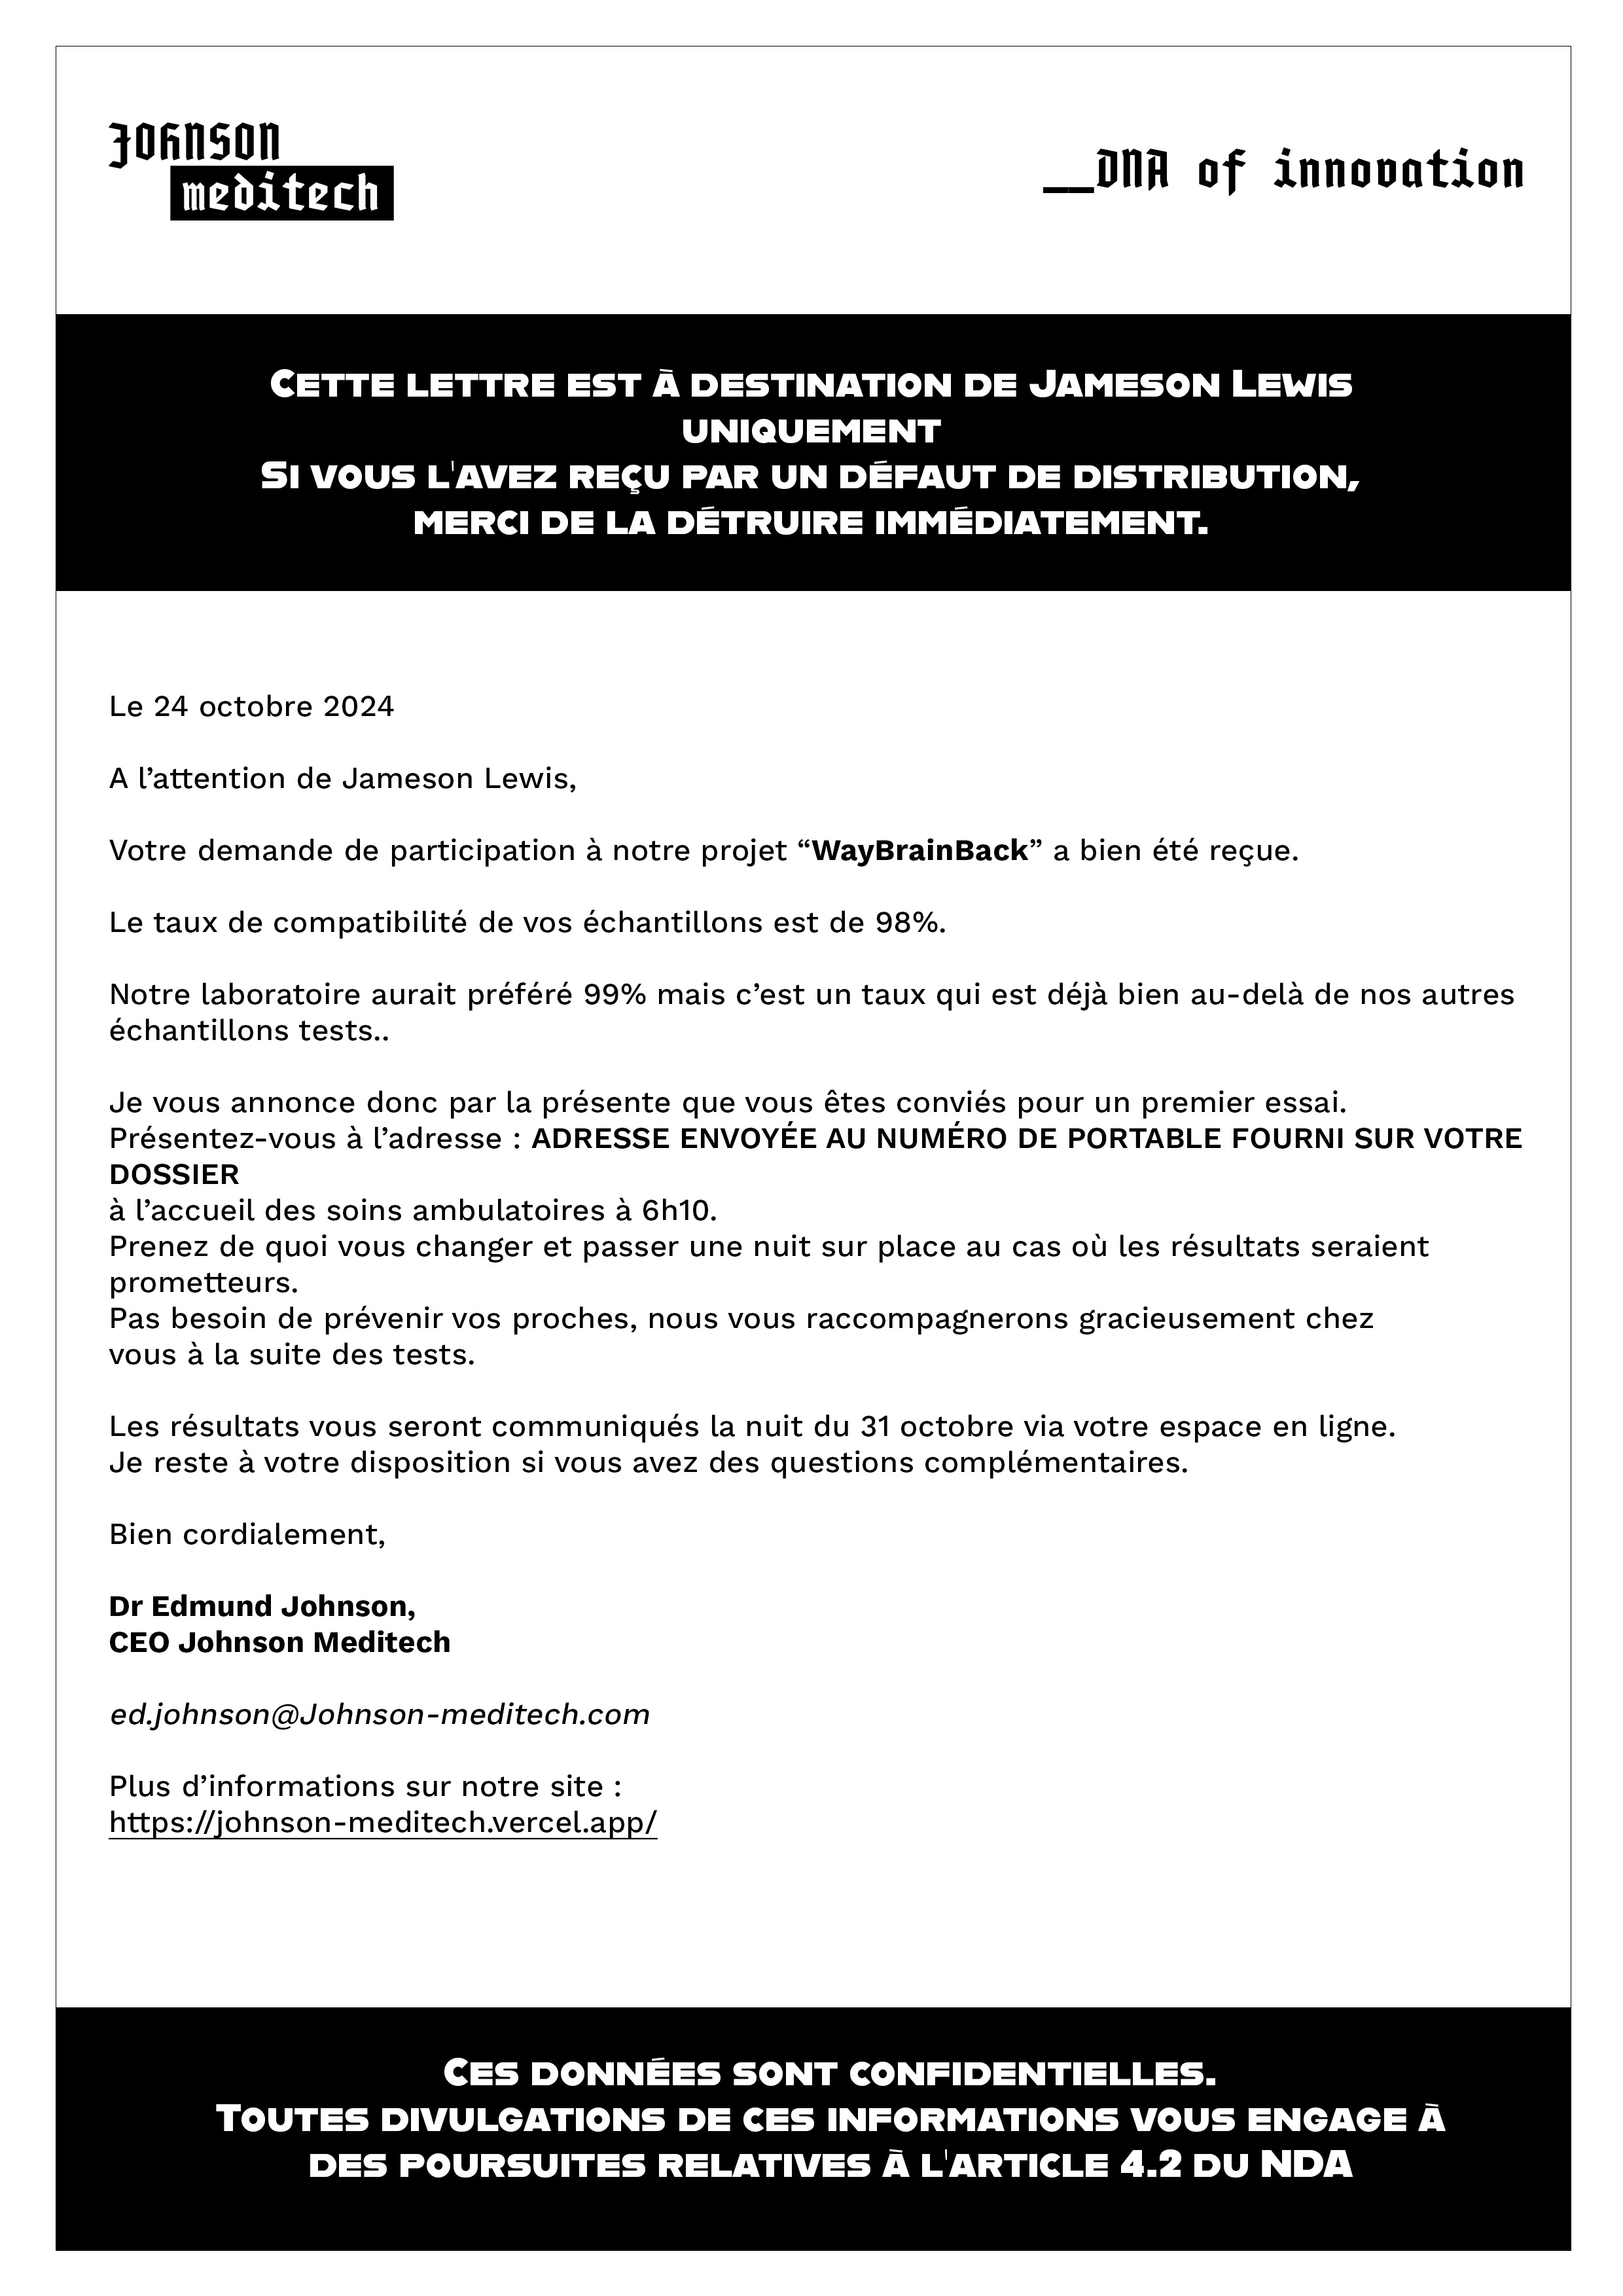 Johnson
meditech
__DNA of innovation
Cette lettre est à destination de Jameson Lewis
uniquement
Si vous l'avez reçu par un défaut de distribution,
merci de la détruire immédiatement.
Le 24 octobre 2024
A l’attention de Jameson Lewis,
Votre demande de participation à notre projet “WayBrainBack” a bien été reçue.
Le taux de compatibilité de vos échantillons est de 98%.
Notre laboratoire aurait préféré 99% mais c’est un taux qui est déjà bien au-delà de nos autres
échantillons tests..
Je vous annonce donc par la présente que vous êtes conviés pour un premier essai.
Présentez-vous à l’adresse : ADRESSE ENVOYÉE AU NUMÉRO DE PORTABLE FOURNI SUR VOTRE
DOSSIER
à l’accueil des soins ambulatoires à 6h10.
Prenez de quoi vous changer et passer une nuit sur place au cas où les résultats seraient
prometteurs.
Pas besoin de prévenir vos proches, nous vous raccompagnerons gracieusement chez
vous à la suite des tests.
Les résultats vous seront communiqués la nuit du 31 octobre via votre espace en ligne.
Je reste à votre disposition si vous avez des questions complémentaires.
Bien cordialement,
Dr Edmund Johnson,
CEO Johnson Meditech
ed.johnson@Johnson-meditech.com
Plus d’informations sur notre site :
https://johnson-meditech.vercel.app/
Ces données sont confidentielles.
Toutes divulgations de ces informations vous engage à
des poursuites relatives à l'article 4.2 du NDA